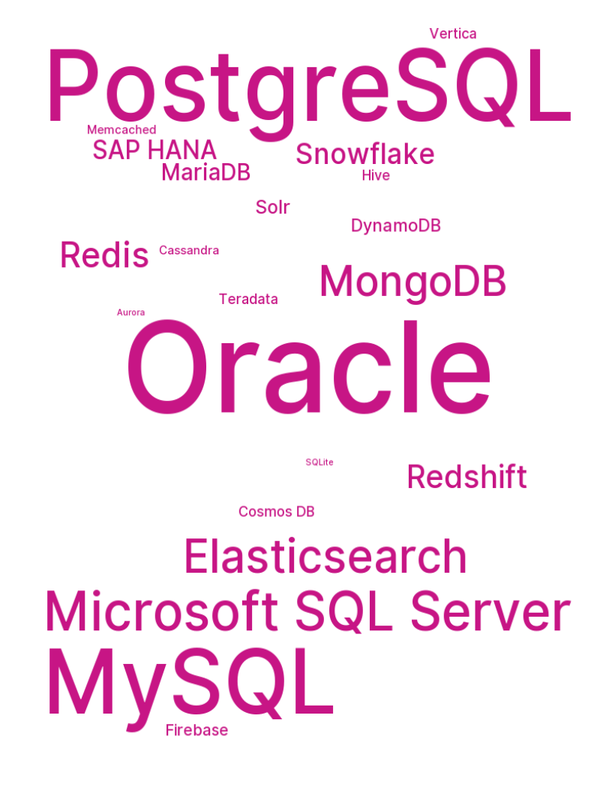 Vertica
PostgreSQL
Memcached
SAP HANA
Snowflake
MariaDB
Hive
Solr
DynamoDB
Redis
Cassandra
MongoDB
Teradata
Aurora
Oracle
SQLite
Redshift
Cosmos DB
Elasticsearch
Microsoft SQL Server
MySQL
Firebase